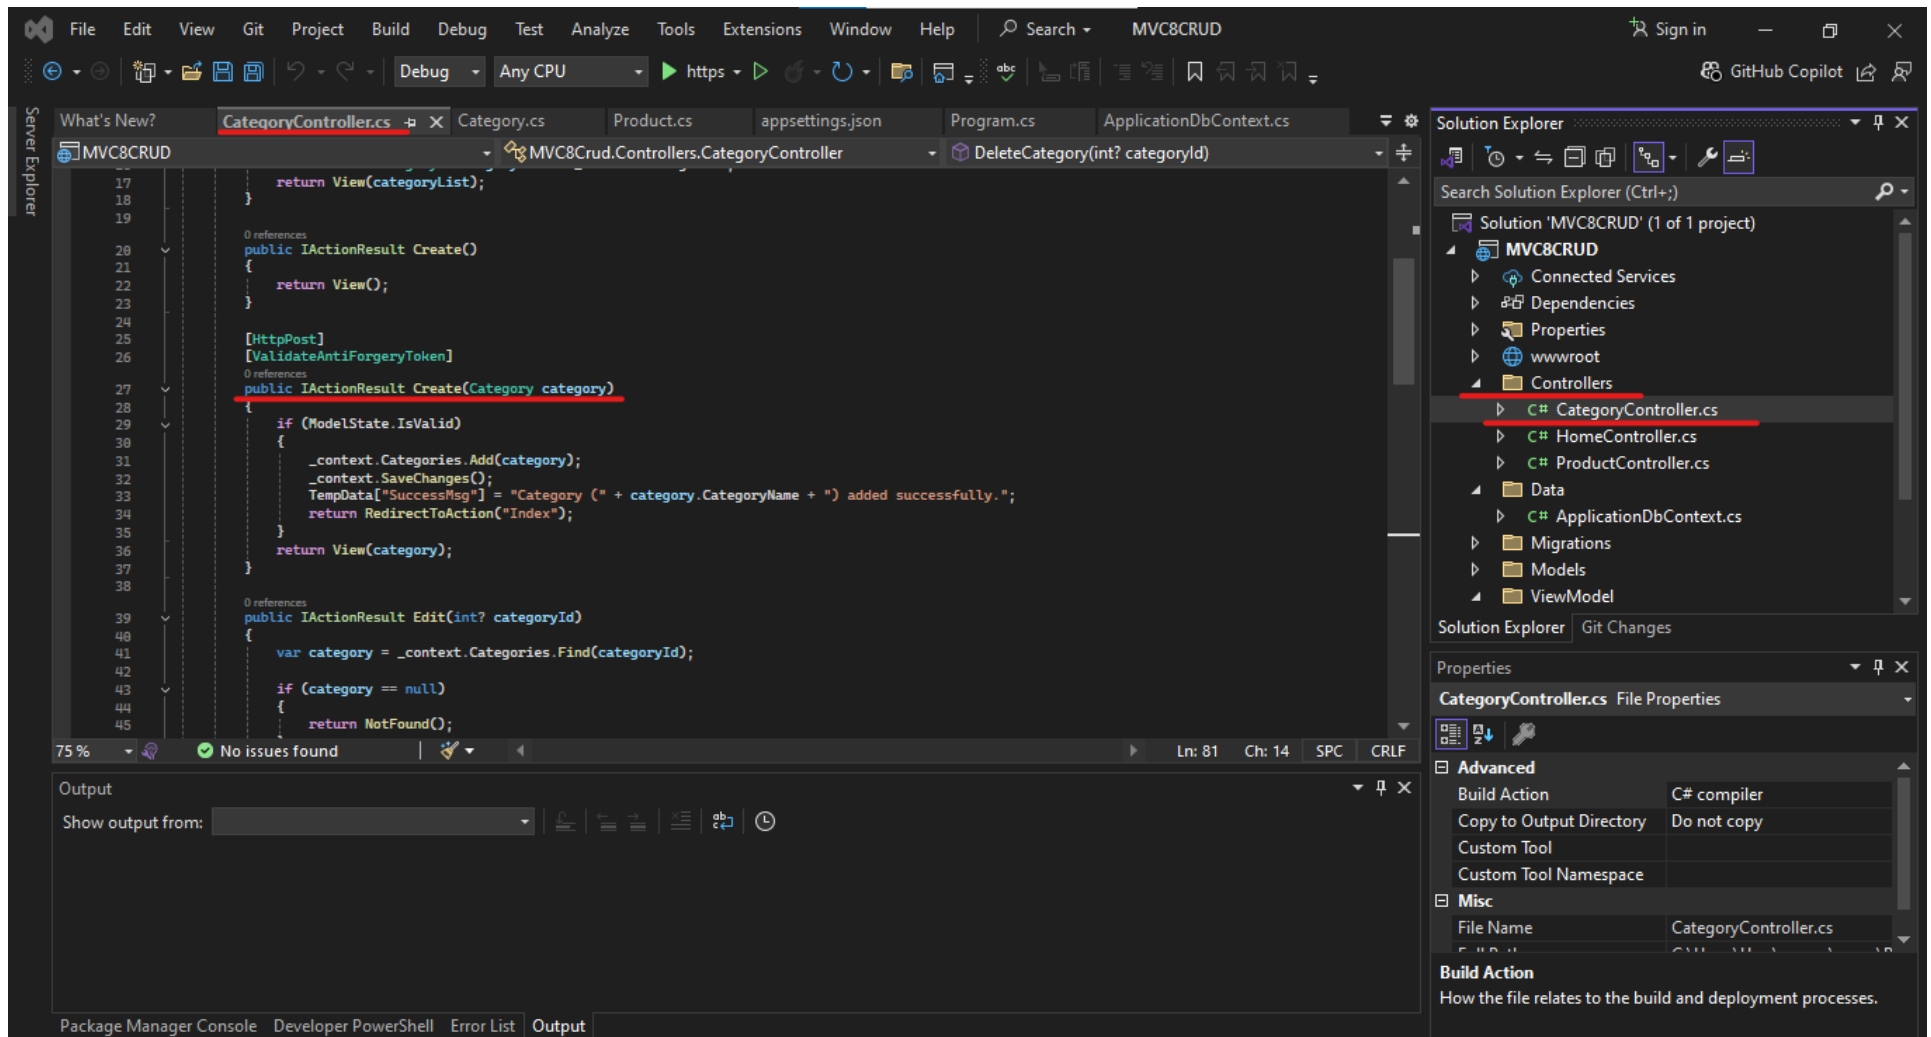 File Edit View Git Project Build Debug Test Analyze Tools Extensions Window Help Search MVC8CRUD Sign in
Debug Any CPU https GitHub Copilot
Server Explorer
What's New? CategoryController.cs Category.cs Product.cs appsettings.json Program.cs ApplicationDbContext.cs
MVC8CRUD MVC8Crud.Controllers.CategoryController DeleteCategory(int? categoryId)
17 return View(categoryList);
18 }
19
0 references
20 public IActionResult Create()
21 {
22 return View();
23 }
24
25 [HttpPost]
26 [ValidateAntiForgeryToken]
0 references
27 public IActionResult Create(Category category)
28 {
29 if (ModelState.IsValid)
30 {
31 _context.Categories.Add(category);
32 _context.SaveChanges();
33 TempData["SuccessMsg"] = "Category (" + category.CategoryName + ") added successfully.";
34 return RedirectToAction("Index");
35 }
36 return View(category);
37 }
38
0 references
39 public IActionResult Edit(int? categoryId)
40 {
41 var category = _context.Categories.Find(categoryId);
42
43 if (category == null)
44 {
45 return NotFound();
75 % No issues found Ln: 81 Ch: 14 SPC CRLF
Output
Show output from:
Package Manager Console Developer PowerShell Error List Output
Solution Explorer
Search Solution Explorer (Ctrl+;)
Solution 'MVC8CRUD' (1 of 1 project)
MVC8CRUD
Connected Services
Dependencies
Properties
wwwroot
Controllers
C# CategoryController.cs
C# HomeController.cs
C# ProductController.cs
Data
C# ApplicationDbContext.cs
Migrations
Models
ViewModel
Solution Explorer Git Changes
Properties
CategoryController.cs File Properties
Advanced
Build Action C# compiler
Copy to Output Directory Do not copy
Custom Tool
Custom Tool Namespace
Misc
File Name CategoryController.cs
Build Action
How the file relates to the build and deployment processes.